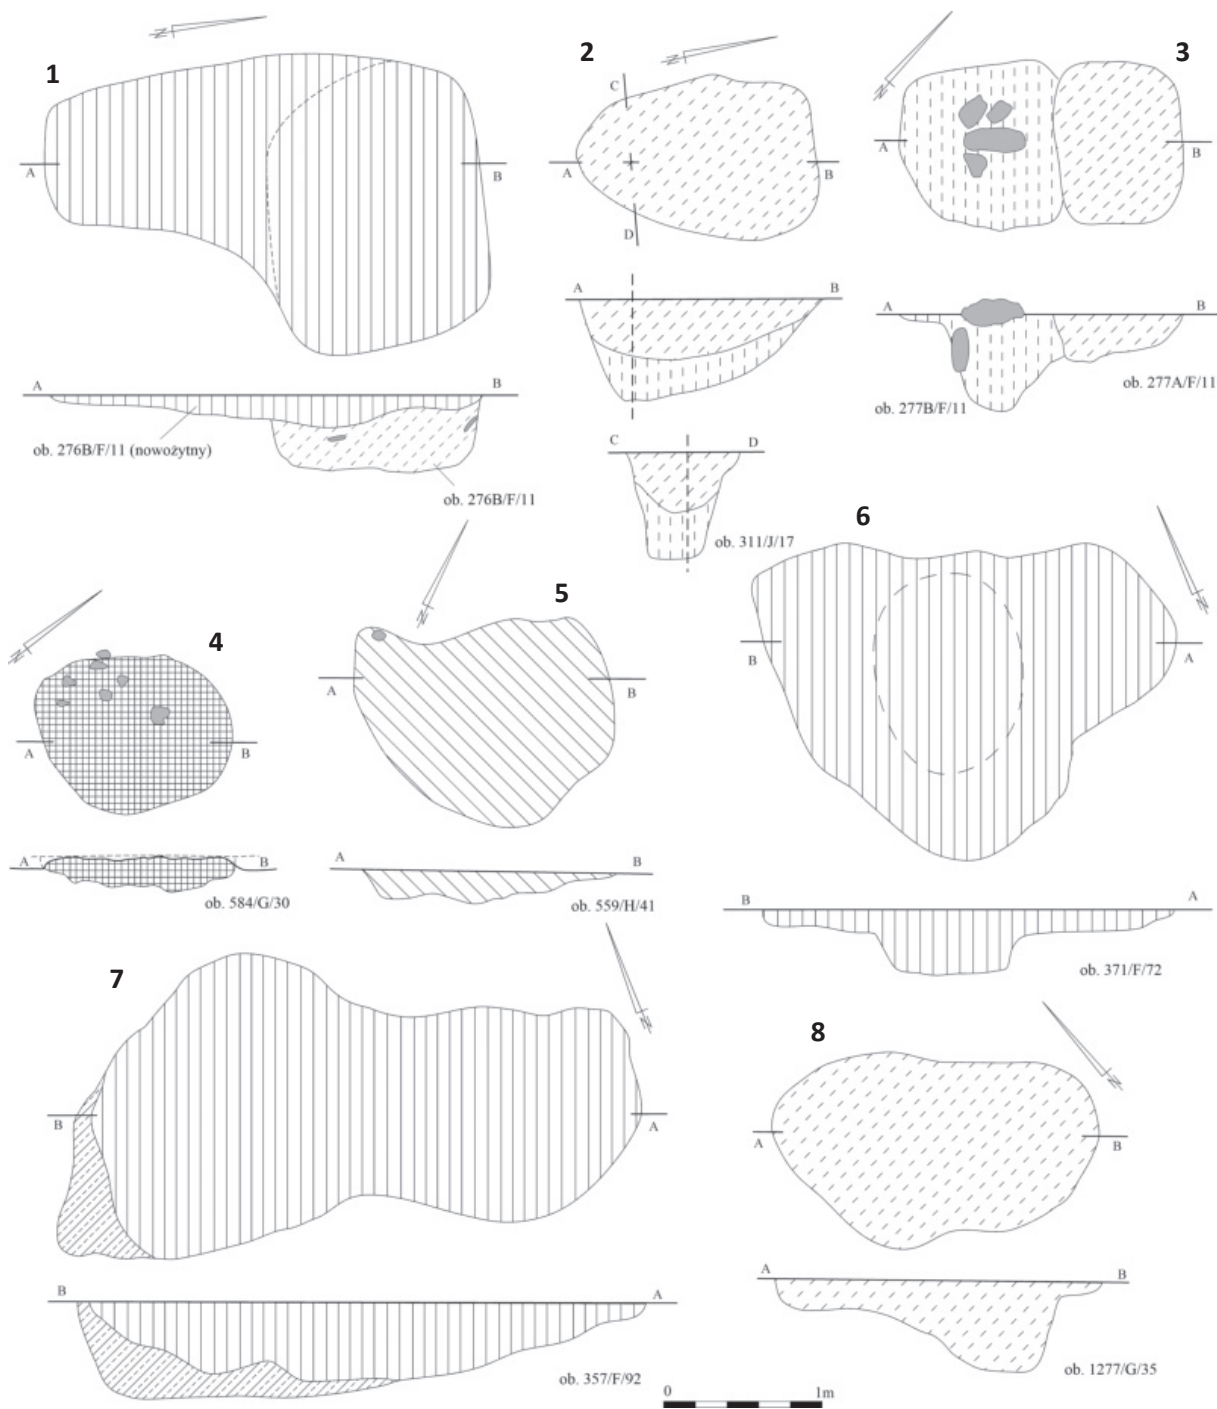 1
N
A
B
A
B
ob. 276B/F/11 (nowożytny)
ob. 276B/F/11
2
N
C
A
B
D
A
B
C
D
ob. 311/J/17
3
N
A
B
A
B
ob. 277A/F/11
ob. 277B/F/11
4
N
A
B
A
B
ob. 584/G/30
5
N
A
B
A
B
ob. 559/H/41
6
N
B
A
B
A
ob. 371/F/72
7
N
B
A
B
A
ob. 357/F/92
8
N
A
B
A
B
ob. 1277/G/35
0
1m